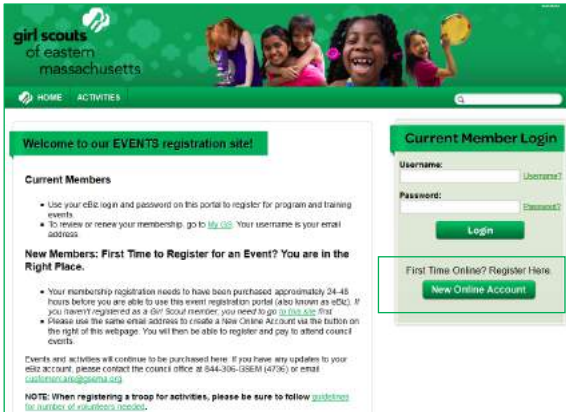 girl scouts
of eastern
massachusetts
HOME ACTIVITIES
Welcome to our EVENTS registration site!
Current Members
• Use your eBiz login and password on this portal to register for program and training
events.
• To review or renew your membership, go to My GS. Your username is your email
address.
New Members: First Time to Register for an Event? You are in the
Right Place.
• Your membership registration needs to have been purchased approximately 24-48
hours before you are able to use this event registration portal (also known as eBiz). If
you haven't registered as a Girl Scout member, you need to go to this site first.
• Please use the same email address to create a New Online Account via the button on
the right of this webpage. You will then be able to register and pay to attend council
events.
Events and activities will continue to be purchased here. If you have any updates to your
eBiz account, please contact the council office at 844-306-GSEM (4736) or email
customercare@gsema.org.
NOTE: When registering a troop for activities, please be sure to follow guidelines
for number of volunteers needed.
Current Member Login
Username:
Username?
Password:
Password?
Login
First Time Online? Register Here.
New Online Account